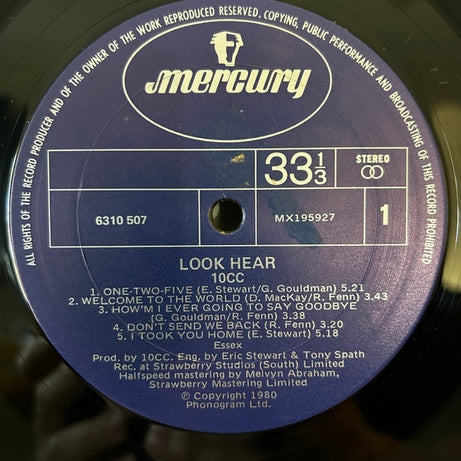 ALL RIGHTS OF THE RECORD PRODUCER AND OF THE OWNER OF THE WORK REPRODUCED RESERVED. COPYING, PUBLIC PERFORMANCE AND BROADCASTING OF THIS RECORD PROHIBITED
mercury
33 1/3
STEREO
6310 507
MX195927
1
LOOK HEAR
10CC
1. ONE-TWO-FIVE (E. Stewart/G. Gouldman) 5.21
2. WELCOME TO THE WORLD (D. MacKay/R. Fenn) 3.43
3. HOW'M I EVER GOING TO SAY GOODBYE
(G. Gouldman/R. Fenn) 3.38
4. DON'T SEND WE BACK (R. Fenn) 3.20
5. I TOOK YOU HOME (E. Stewart) 5.18
Essex
Prod. by 10CC. Eng. by Eric Stewart & Tony Spath
Rec. at Strawberry Studios (South) Limited
Halfspeed mastering by Melvyn Abraham,
Strawberry Mastering Limited
℗ Copyright 1980
Phonogram Ltd.